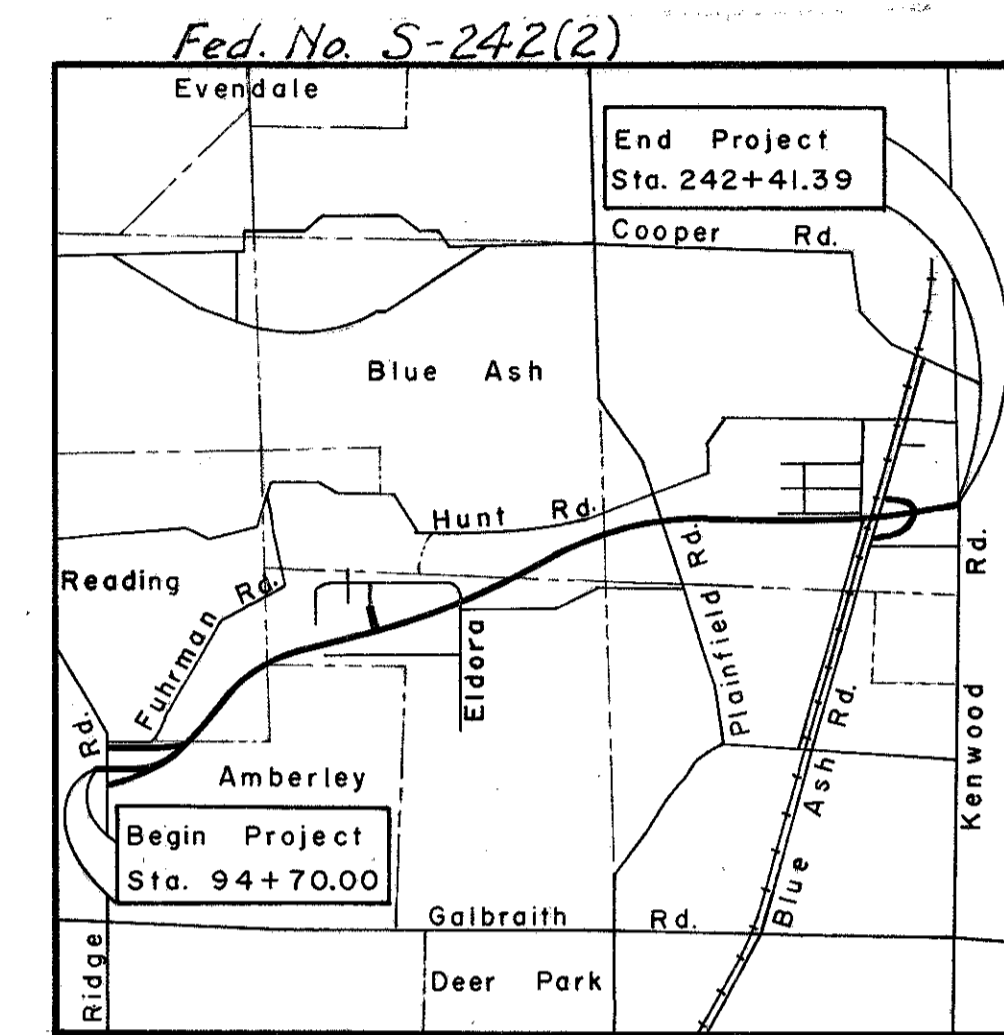 Fed. No. S-242(2)
Evendale
End Project
Sta. 242+41.39
Cooper Rd.
Blue Ash
Hunt Rd.
Reading
Fuhrman Rd.
Eldora
Plainfield Rd.
Rd.
Kenwood
Rd.
Amberley
Blue Ash Rd.
Begin Project
Sta. 94+70.00
Galbraith Rd.
Ridge
Deer Park